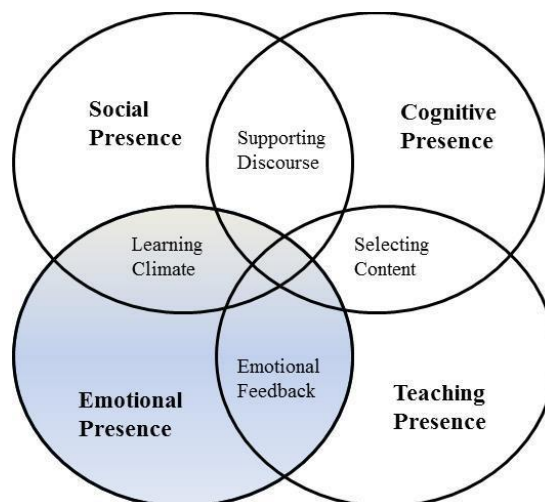 Social
Presence
Cognitive
Presence
Supporting
Discourse
Learning
Climate
Selecting
Content
Emotional
Feedback
Emotional
Presence
Teaching
Presence